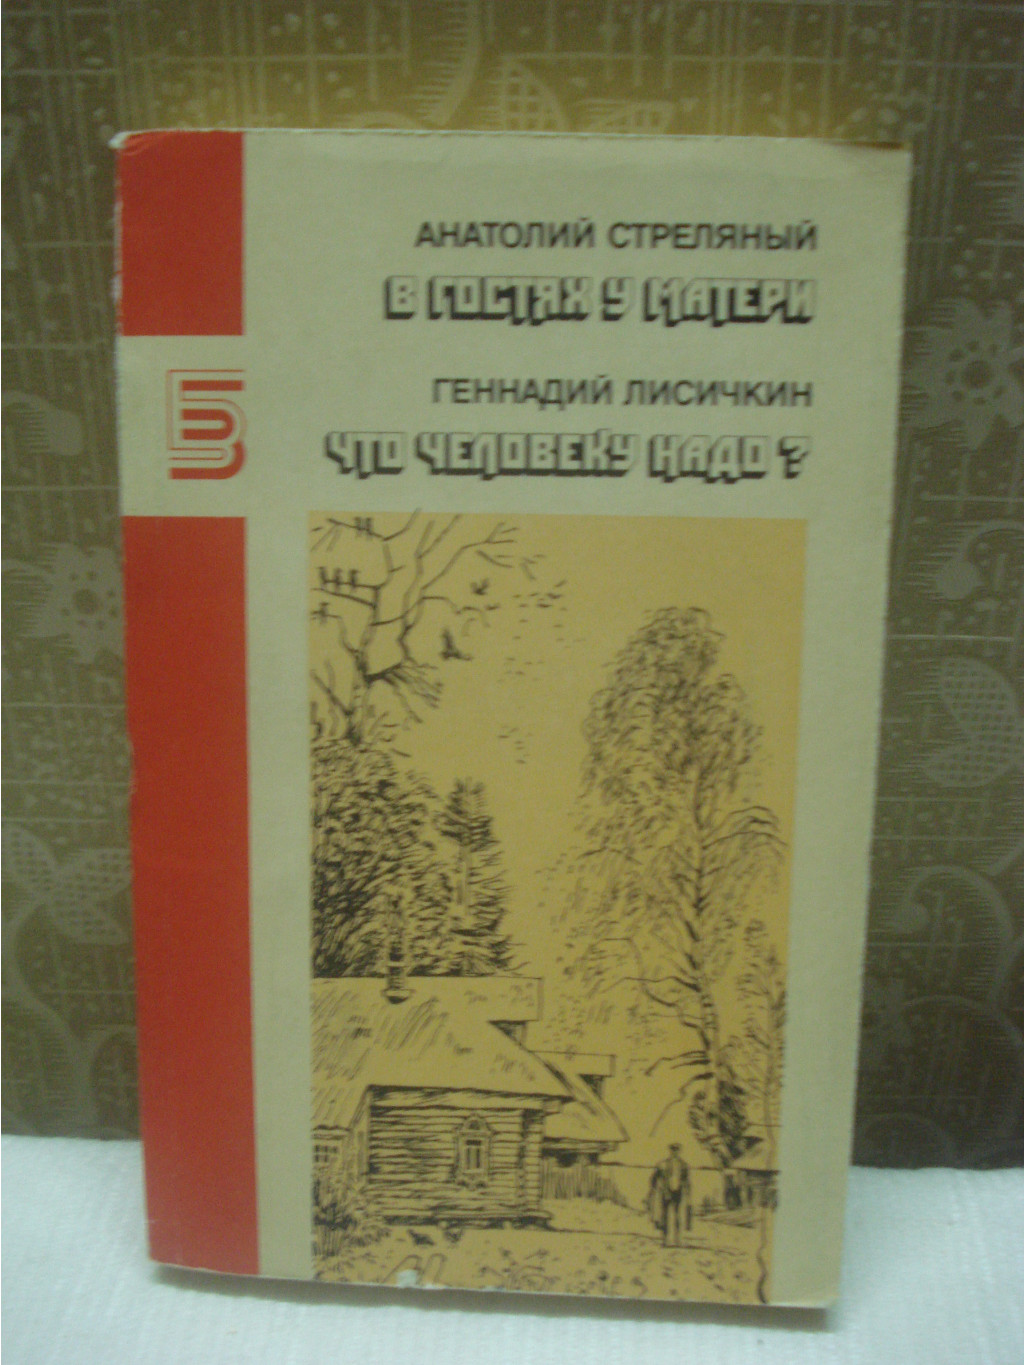 АНАТОЛИЙ СТРЕЛЯНЫЙ
В ГОСТЯХ У МАТЕРИ
ГЕННАДИЙ ЛИСИЧКИН
ЧТО ЧЕЛОВЕКУ НАДО?